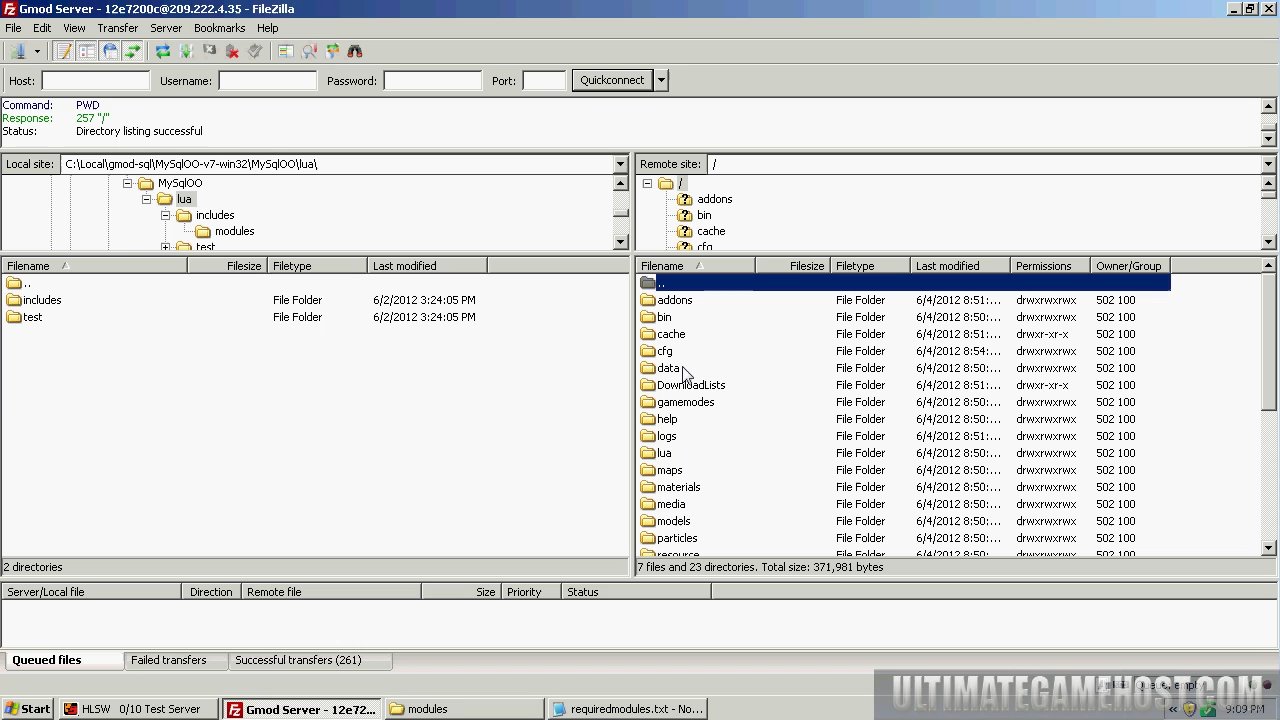 Gmod Server - 12e7200c@209.222.4.35 - FileZilla
File Edit View Transfer Server Bookmarks Help
Host: Username: Password: Port: Quickconnect
Command: PWD
Response: 257 "/"
Status: Directory listing successful
Local site: C:\Local\gmod-sql\MySqlOO-v7-win32\MySqlOO\lua\
Remote site: /
MySqlOO
lua
includes
modules
test
/
addons
bin
cache
cfg
Filename Filesize Filetype Last modified
..
includes File Folder 6/2/2012 3:24:05 PM
test File Folder 6/2/2012 3:24:05 PM
2 directories
Filename Filesize Filetype Last modified Permissions Owner/Group
..
addons File Folder 6/4/2012 8:51:... drwxrwxrwx 502 100
bin File Folder 6/4/2012 8:50:... drwxrwxrwx 502 100
cache File Folder 6/4/2012 8:51:... drwxr-xr-x 502 100
cfg File Folder 6/4/2012 8:54:... drwxrwxrwx 502 100
data File Folder 6/4/2012 8:50:... drwxrwxrwx 502 100
DownloadLists File Folder 6/4/2012 8:51:... drwxr-xr-x 502 100
gamemodes File Folder 6/4/2012 8:50:... drwxrwxrwx 502 100
help File Folder 6/4/2012 8:50:... drwxrwxrwx 502 100
logs File Folder 6/4/2012 8:51:... drwxrwxrwx 502 100
lua File Folder 6/4/2012 8:50:... drwxrwxrwx 502 100
maps File Folder 6/4/2012 8:50:... drwxrwxrwx 502 100
materials File Folder 6/4/2012 8:50:... drwxrwxrwx 502 100
media File Folder 6/4/2012 8:50:... drwxrwxrwx 502 100
models File Folder 6/4/2012 8:50:... drwxrwxrwx 502 100
particles File Folder 6/4/2012 8:50:... drwxrwxrwx 502 100
resource File Folder 6/4/2012 8:50:... drwxrwxrwx 502 100
7 files and 23 directories. Total size: 371,981 bytes
Server/Local file Direction Remote file Size Priority Status
Queued files Failed transfers Successful transfers (261)
Queue: empty
ULTIMATEGAMEHOST.COM
Start HLSW 0/10 Test Server Gmod Server - 12e72... modules requiredmodules.txt - No... 9:09 PM